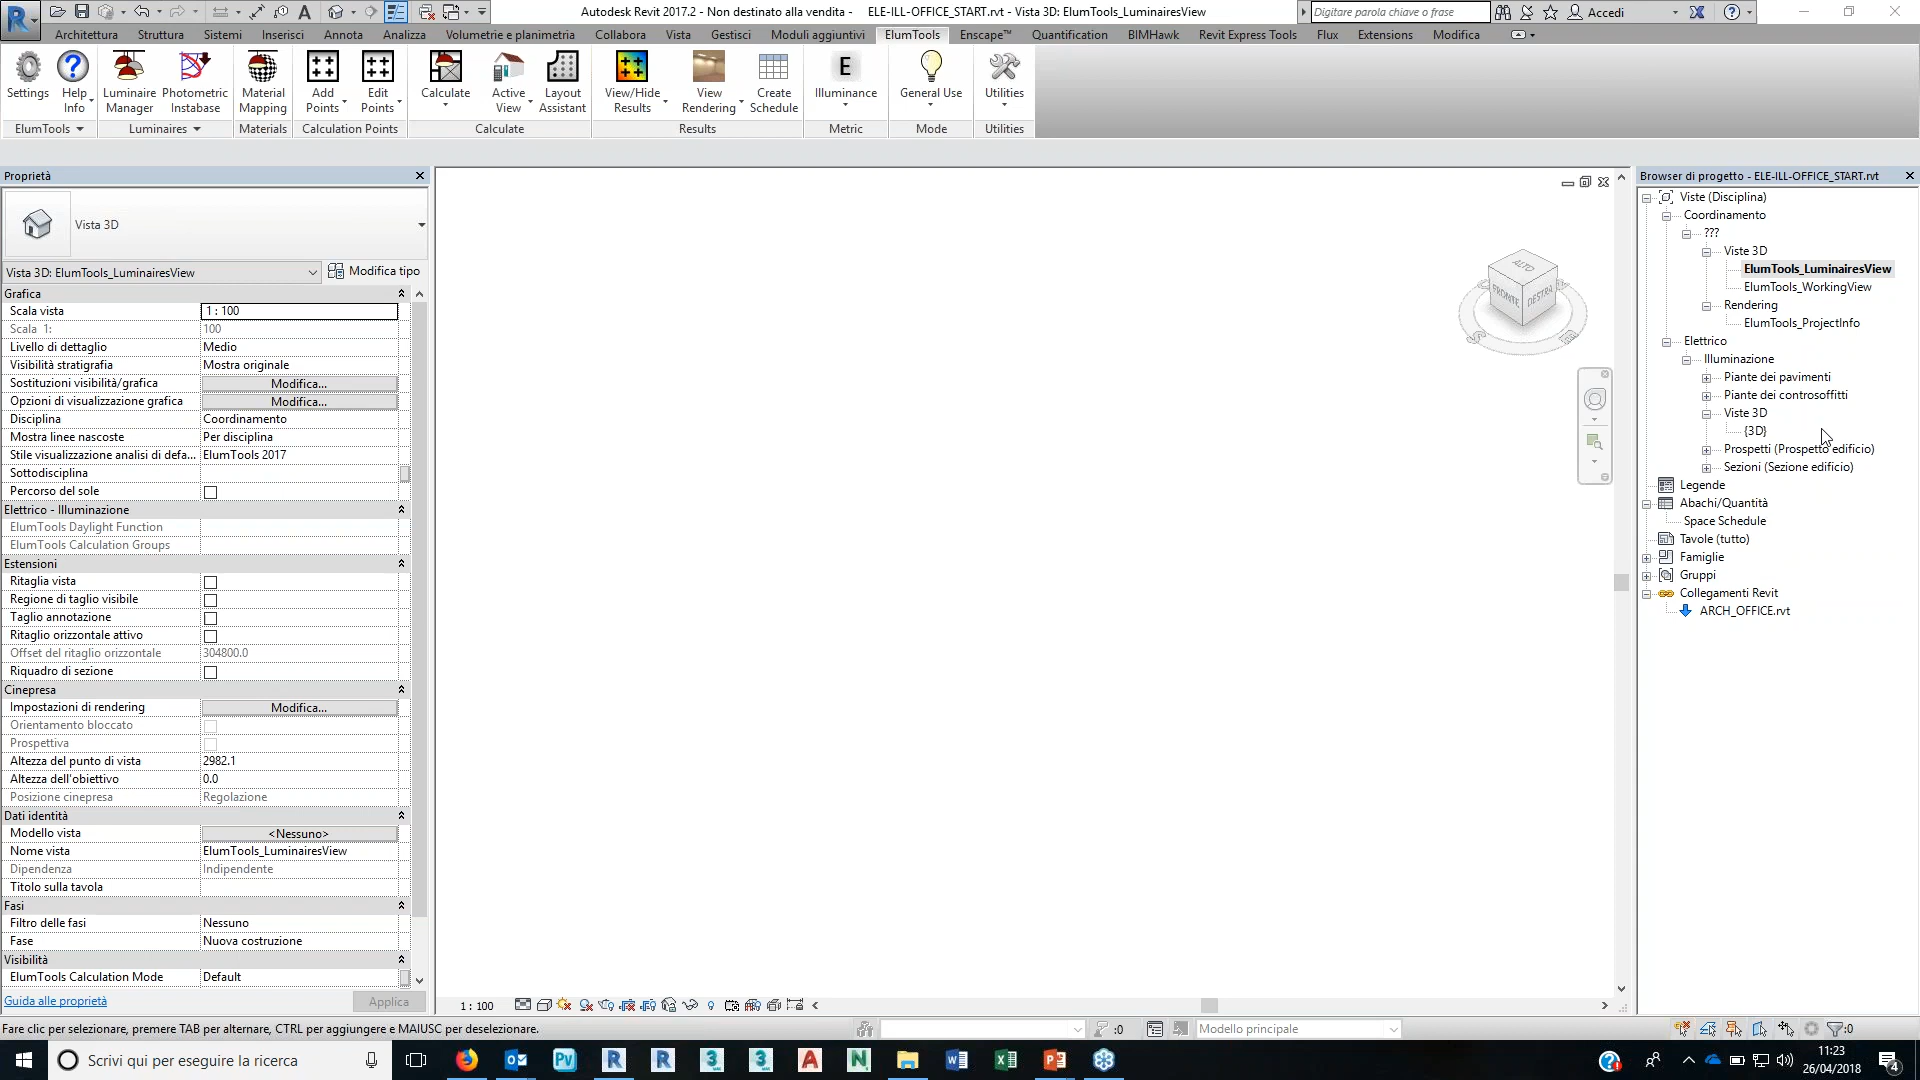 Autodesk Revit 2017.2 - Non destinato alla vendita - ELE-ILL-OFFICE_START.rvt - Vista 3D: ElumTools_LuminairesView
Digitare parola chiave o frase
Accedi
Architettura Struttura Sistemi Inserisci Annota Analizza Volumetrie e planimetria Collabora Vista Gestisci Moduli aggiuntivi ElumTools Enscape™ Quantification BIMHawk Revit Express Tools Flux Extensions Modifica
Settings
Help Info
Luminaire Manager
Photometric Instabase
Material Mapping
Add Points
Edit Points
Calculate
Active View
Layout Assistant
View/Hide Results
View Rendering
Create Schedule
E
Illuminance
General Use
Utilities
ElumTools Luminaires Materials Calculation Points Calculate Results Metric Mode Utilities
Proprietà
Vista 3D
Vista 3D: ElumTools_LuminairesView
Modifica tipo
Grafica
Scala vista 1 : 100
Scala 1: 100
Livello di dettaglio Medio
Visibilità stratigrafia Mostra originale
Sostituzioni visibilità/grafica Modifica...
Opzioni di visualizzazione grafica Modifica...
Disciplina Coordinamento
Mostra linee nascoste Per disciplina
Stile visualizzazione analisi di defa... ElumTools 2017
Sottodisciplina
Percorso del sole
Elettrico - Illuminazione
ElumTools Daylight Function
ElumTools Calculation Groups
Estensioni
Ritaglia vista
Regione di taglio visibile
Taglio annotazione
Ritaglio orizzontale attivo
Offset del ritaglio orizzontale 304800.0
Riquadro di sezione
Cinepresa
Impostazioni di rendering Modifica...
Orientamento bloccato
Prospettiva
Altezza del punto di vista 2982.1
Altezza dell'obiettivo 0.0
Posizione cinepresa Regolazione
Dati identità
Modello vista <Nessuno>
Nome vista ElumTools_LuminairesView
Dipendenza Indipendente
Titolo sulla tavola
Fasi
Filtro delle fasi Nessuno
Fase Nuova costruzione
Visibilità
ElumTools Calculation Mode Default
Guida alle proprietà
Applica
ALTO
FRONTE
DESTRA
1 : 100
Browser di progetto - ELE-ILL-OFFICE_START.rvt
Viste (Disciplina)
Coordinamento
???
Viste 3D
ElumTools_LuminairesView
ElumTools_WorkingView
Rendering
ElumTools_ProjectInfo
Elettrico
Illuminazione
Piante dei pavimenti
Piante dei controsoffitti
Viste 3D
{3D}
Prospetti (Prospetto edificio)
Sezioni (Sezione edificio)
Legende
Abachi/Quantità
Space Schedule
Tavole (tutto)
Famiglie
Gruppi
Collegamenti Revit
ARCH_OFFICE.rvt
Fare clic per selezionare, premere TAB per alternare, CTRL per aggiungere e MAIUSC per deselezionare.
:0
Modello principale
:0
Scrivi qui per eseguire la ricerca
11:23
26/04/2018
4